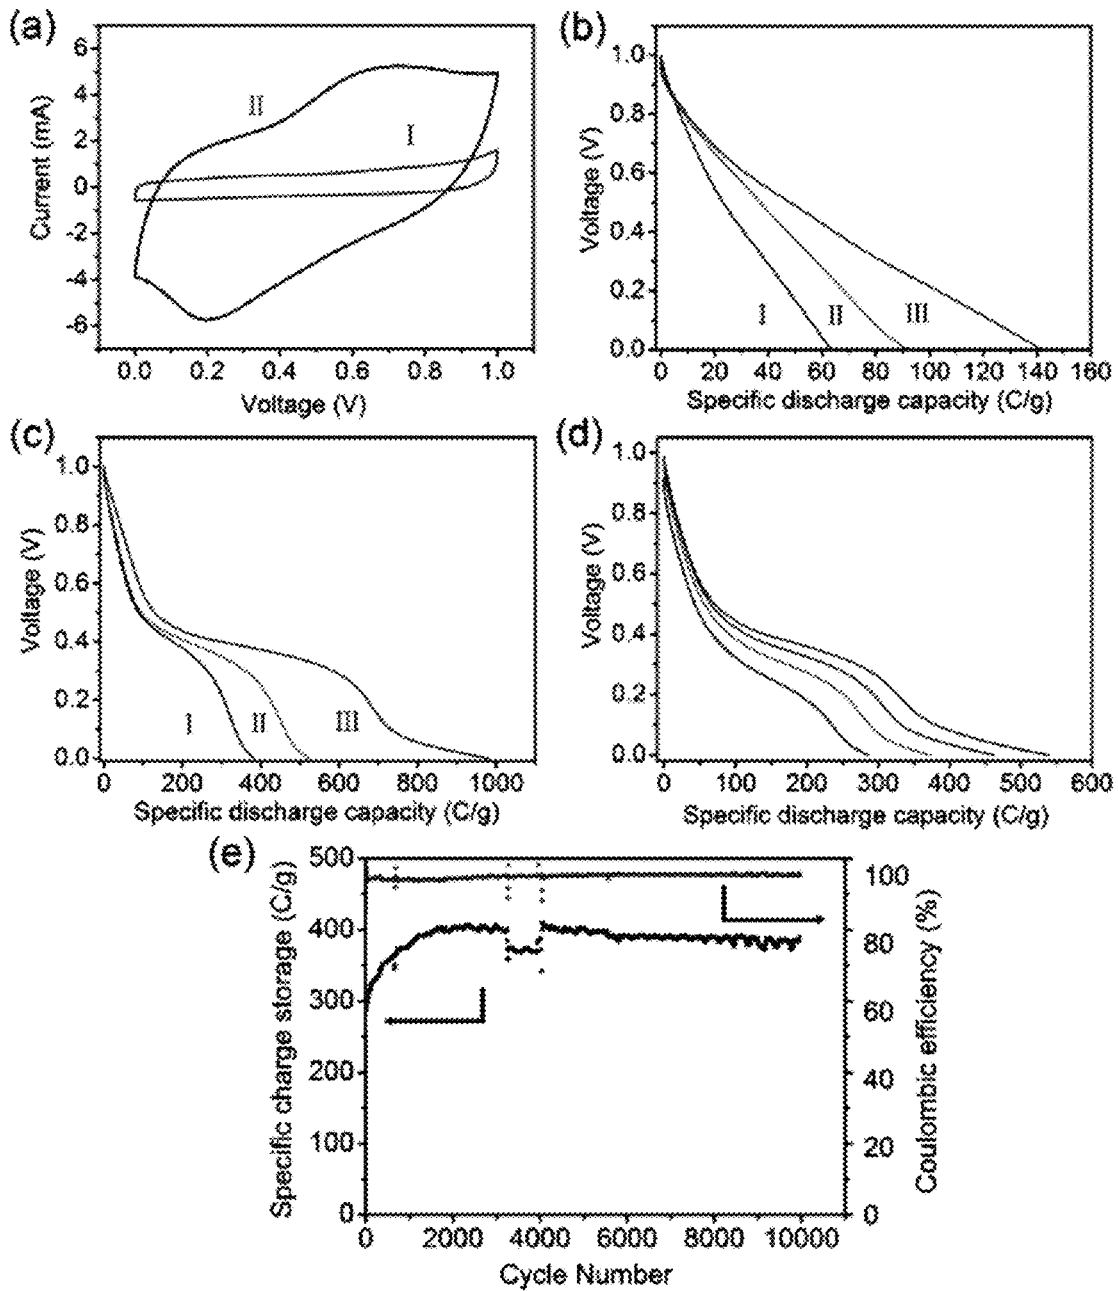 (a)
6
4
2
0
-2
-4
-6
Current (mA)
II
I
0.0 0.2 0.4 0.6 0.8 1.0
Voltage (V)
(b)
1.0
0.8
0.6
0.4
0.2
0.0
Voltage (V)
I II III
0 20 40 60 80 100 120 140 160
Specific discharge capacity (C/g)
(c)
1.0
0.8
0.6
0.4
0.2
0.0
Voltage (V)
I II III
0 200 400 600 800 1000
Specific discharge capacity (C/g)
(d)
1.0
0.8
0.6
0.4
0.2
0.0
Voltage (V)
0 100 200 300 400 500 600
Specific discharge capacity (C/g)
(e)
500
400
300
200
100
0
Specific charge storage (C/g)
100
80
60
40
20
0
Coulombic efficiency (%)
0 2000 4000 6000 8000 10000
Cycle Number